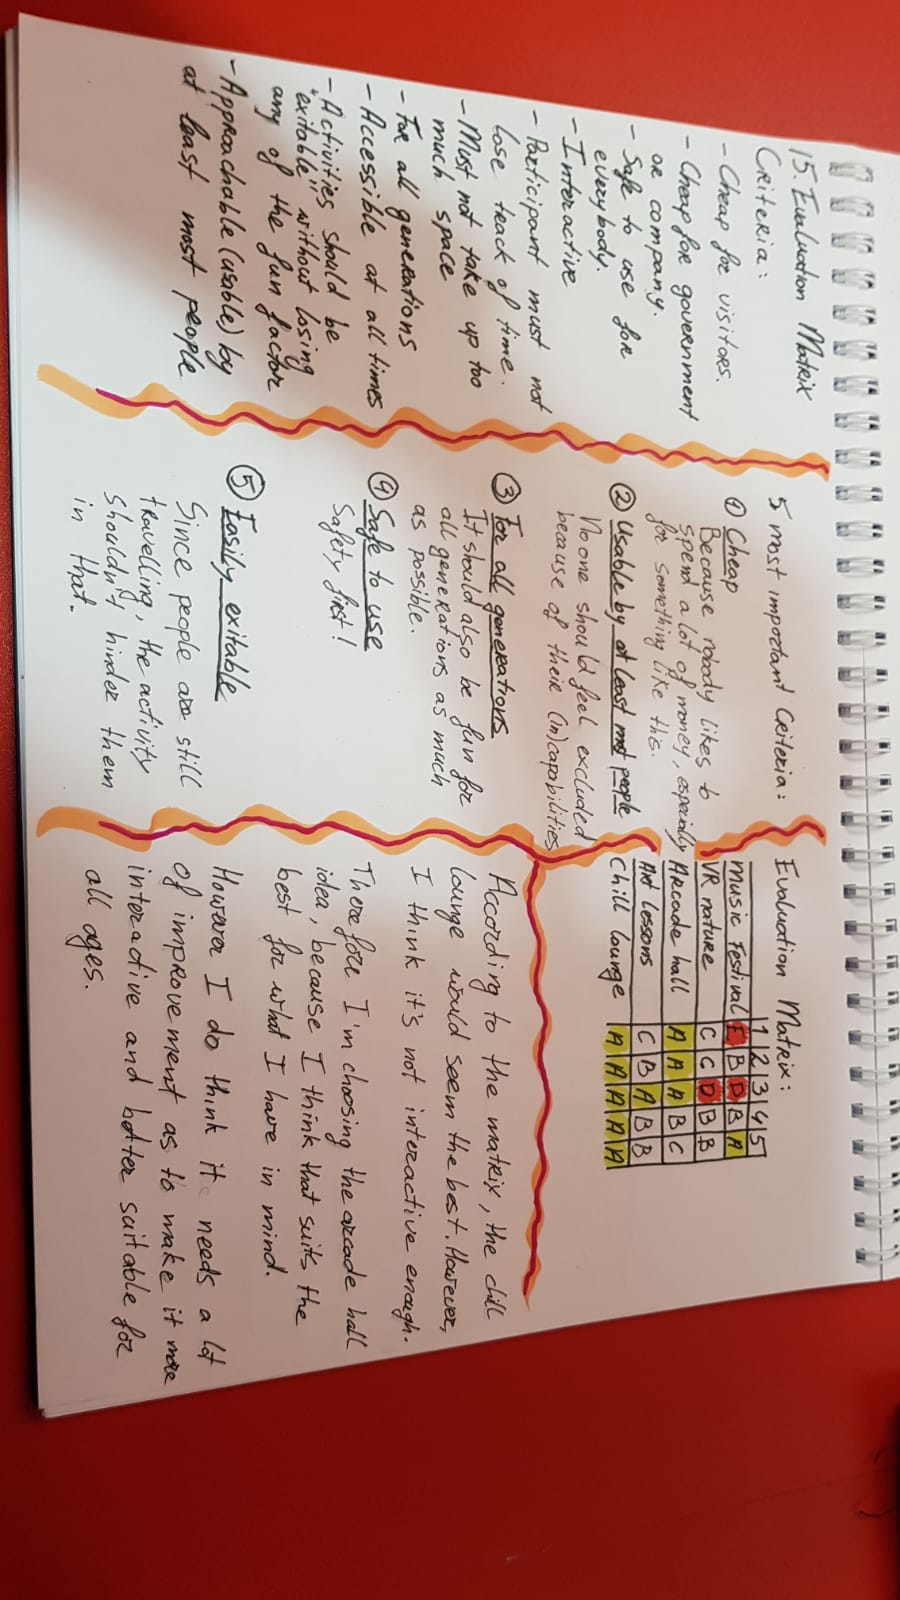 15. Evaluation Matrix
Criteria:
- Cheap for visitors.
- Cheap for government
or company.
- Safe to use for
everybody.
- Interactive
- Participant must not
lose track of time.
- Must not take up too
much space
- For all generations
- Accessible at all times
- Activities should be
"exitable" without losing
any of the fun factor
- Approachable (usable) by
at least most people
5 most important Criteria:
① Cheap
Because nobody likes to
spend a lot of money, especially
for something like this.
② Usable by at least most people
No one should feel excluded
because of their (in)capabilities
③ For all generations
It should also be fun for
all generations as much
as possible.
④ Safe to use
Safety first!
⑤ Easily exitable
Since people are still
travelling, the activity
shouldn't hinder them
in that.
Evaluation Matrix:
1 2 3 4 5
Music Festival E B D B A
VR nature C C D B B
Arcade hall A A A B C
Art lessons C B A B B
Chill lounge A A A A A
According to the matrix, the chill
lounge would seem the best. However,
I think it's not interactive enough.
Therefore I'm choosing the arcade hall
idea, because I think that suits the
best for what I have in mind.
However I do think it needs a lot
of improvement as to make it more
interactive and better suitable for
all ages.